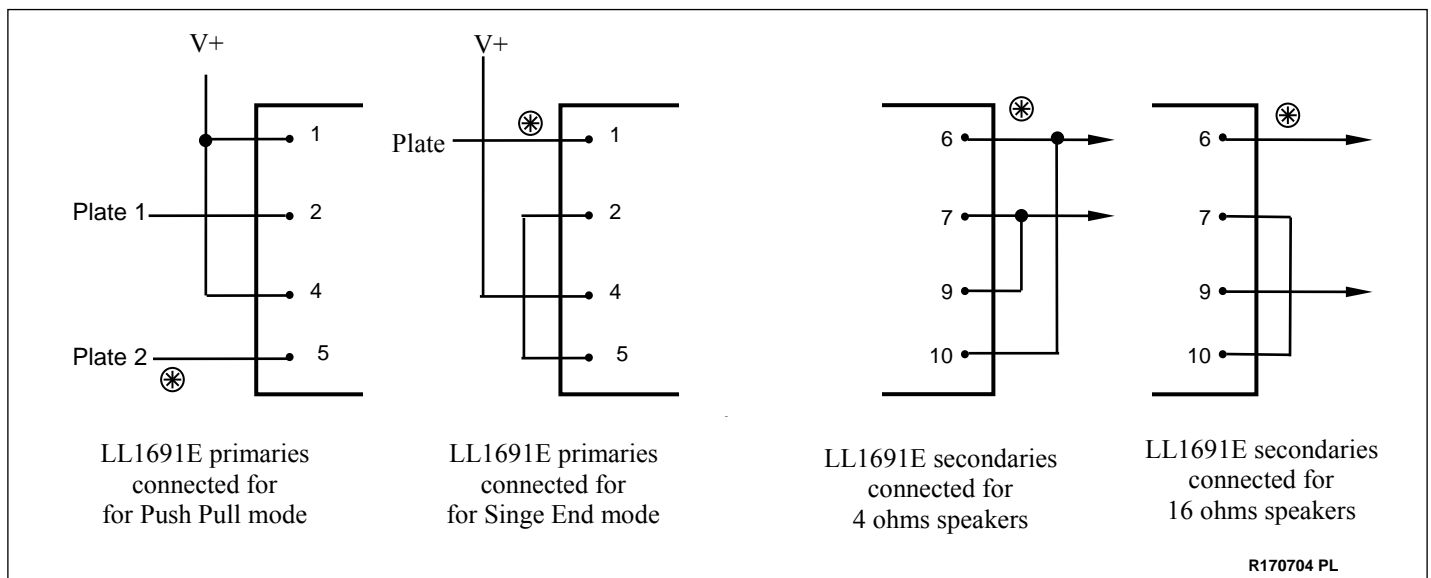 V+
1
Plate 1
2
4
Plate 2
5
LL1691E primaries
connected for
for Push Pull mode
V+
Plate
1
2
4
5
LL1691E primaries
connected for
for Singe End mode
6
7
9
10
LL1691E secondaries
connected for
4 ohms speakers
6
7
9
10
LL1691E secondaries
connected for
16 ohms speakers
R170704 PL